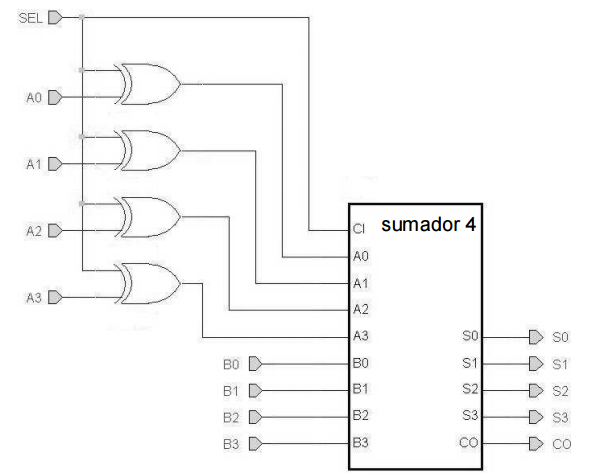 SEL
A0
A1
A2
A3
sumador 4
CI
A0
A1
A2
A3
B0
B1
B2
B3
S0
S1
S2
S3
CO
B0
B1
B2
B3
S0
S1
S2
S3
CO